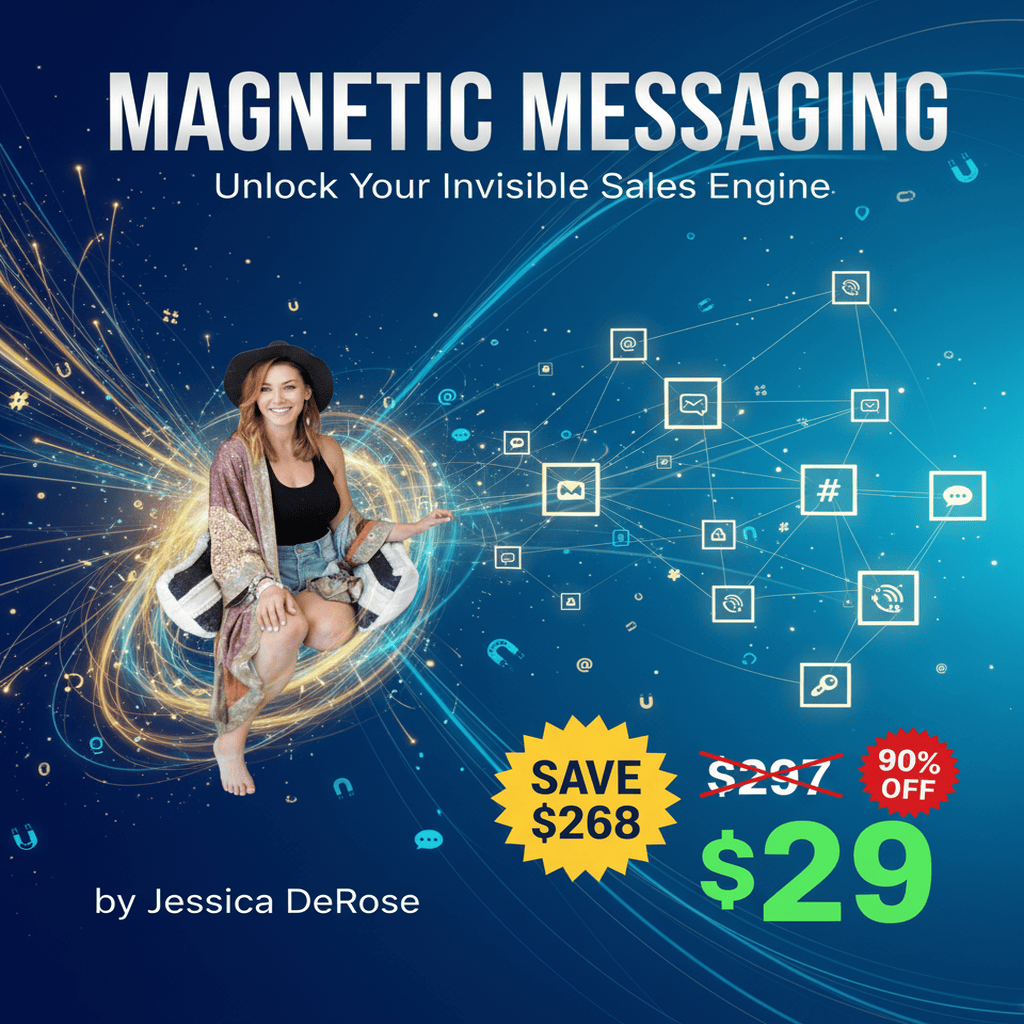 MAGNETIC MESSAGING
Unlock Your Invisible Sales Engine
SAVE
$268
$297
90%
OFF
$29
by Jessica DeRose